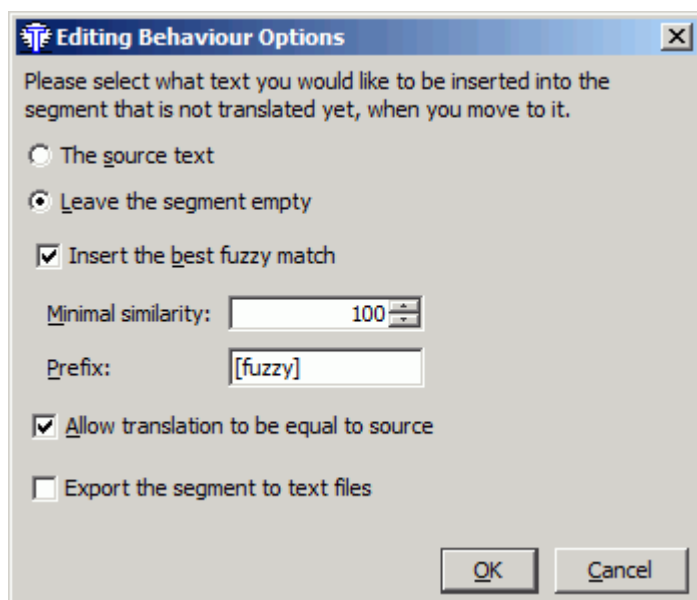 Editing Behaviour Options
Please select what text you would like to be inserted into the
segment that is not translated yet, when you move to it.
The source text
Leave the segment empty
Insert the best fuzzy match
Minimal similarity: 100
Prefix: [fuzzy]
Allow translation to be equal to source
Export the segment to text files
OK Cancel